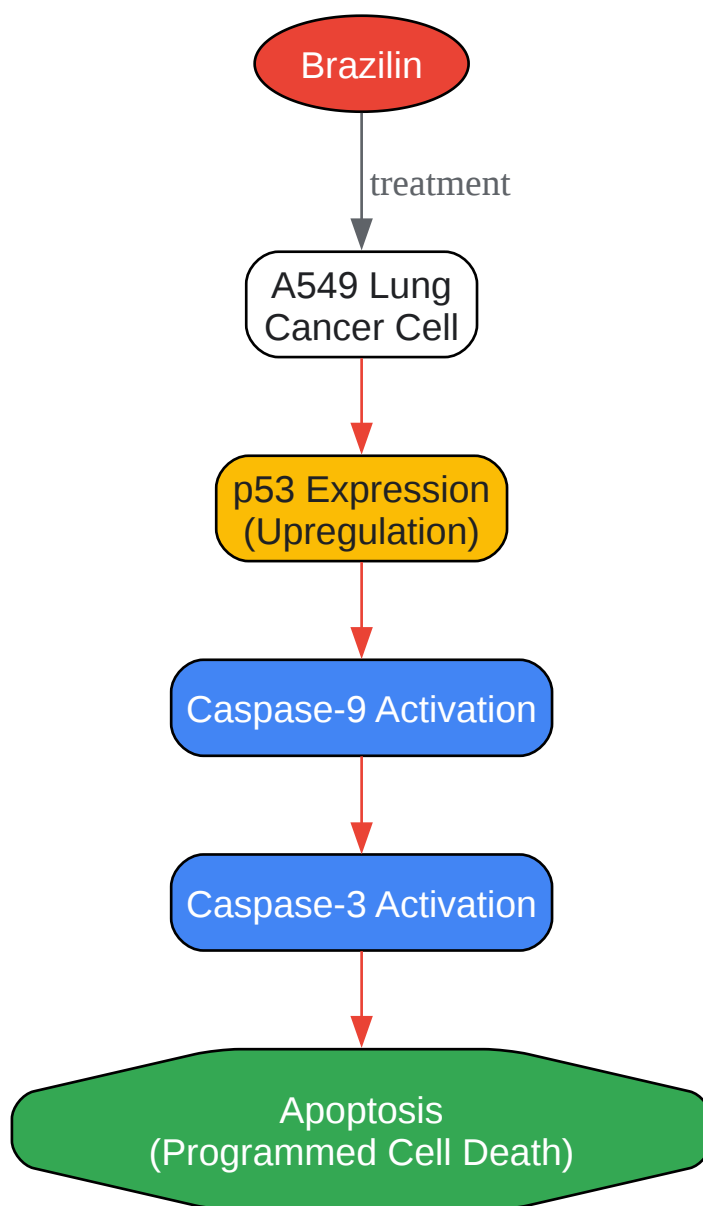 Brazilin
treatment
A549 Lung
Cancer Cell
p53 Expression
(Upregulation)
Caspase-9 Activation
Caspase-3 Activation
Apoptosis
(Programmed Cell Death)